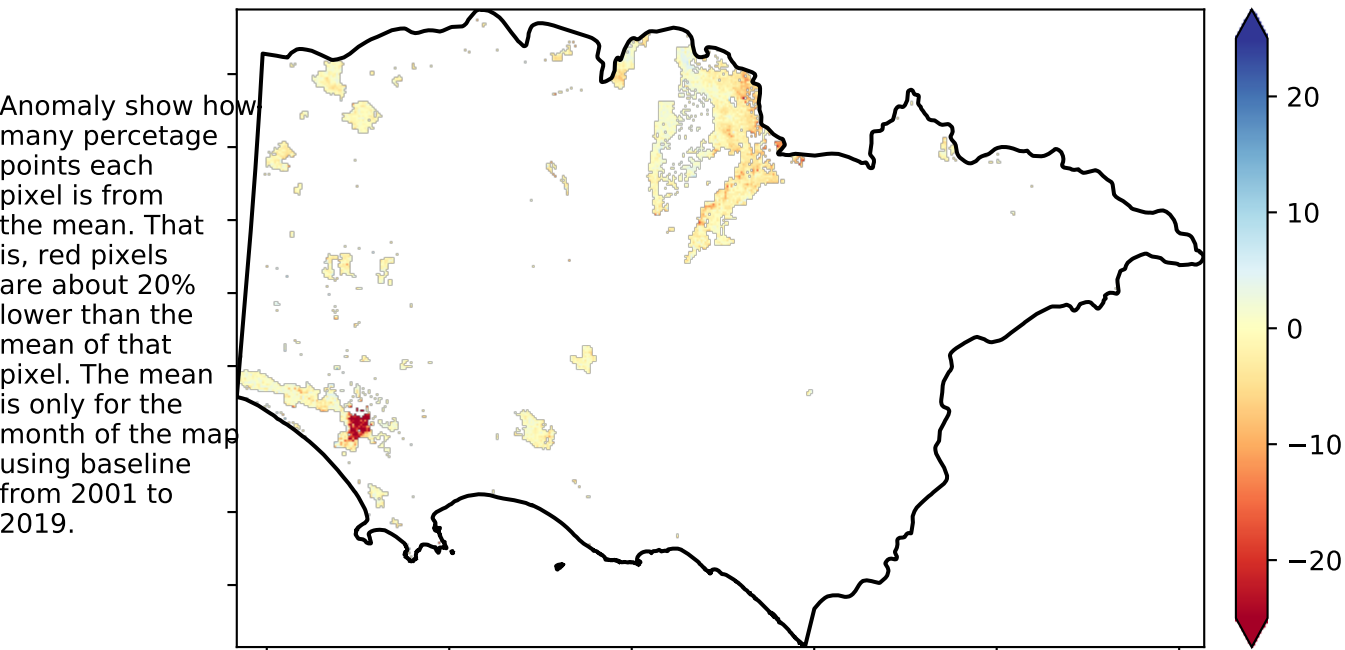 Anomaly show how
many percetage
points each
pixel is from
the mean. That
is, red pixels
are about 20%
lower than the
mean of that
pixel. The mean
is only for the
month of the map
using baseline
from 2001 to
2019.
20
10
0
−10
−20